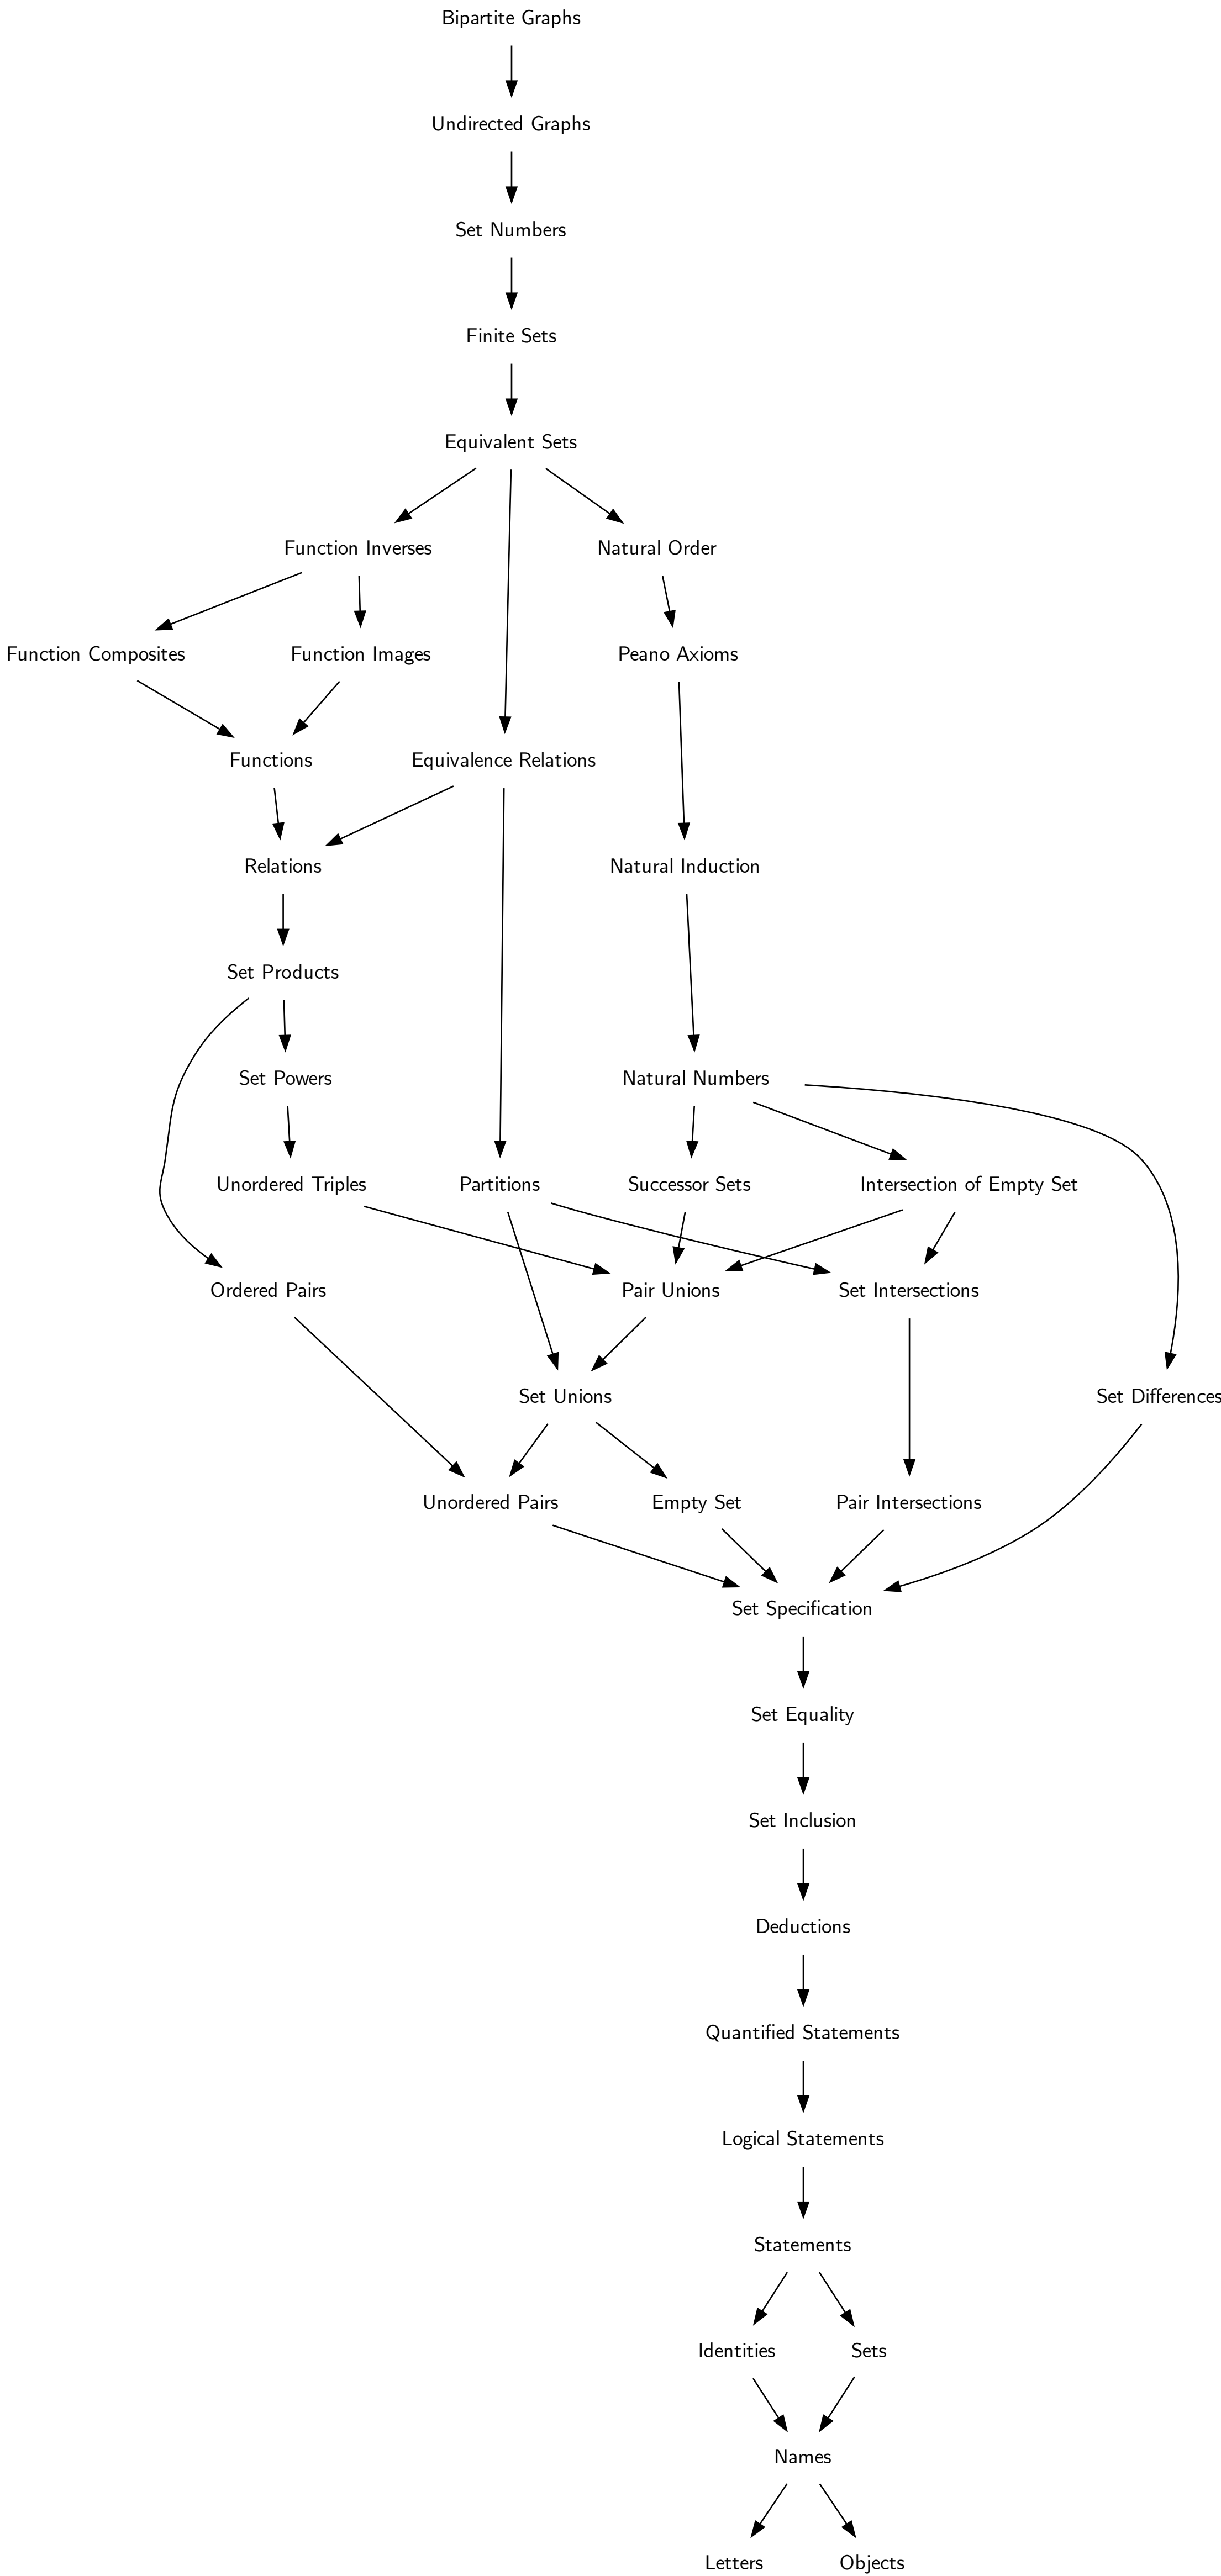 Bipartite Graphs
Undirected Graphs
Set Numbers
Finite Sets
Equivalent Sets
Function Inverses
Natural Order
Function Composites
Function Images
Peano Axioms
Functions
Equivalence Relations
Relations
Natural Induction
Set Products
Set Powers
Natural Numbers
Unordered Triples
Partitions
Successor Sets
Intersection of Empty Set
Ordered Pairs
Pair Unions
Set Intersections
Set Unions
Set Differences
Unordered Pairs
Empty Set
Pair Intersections
Set Specification
Set Equality
Set Inclusion
Deductions
Quantified Statements
Logical Statements
Statements
Identities
Sets
Names
Letters
Objects